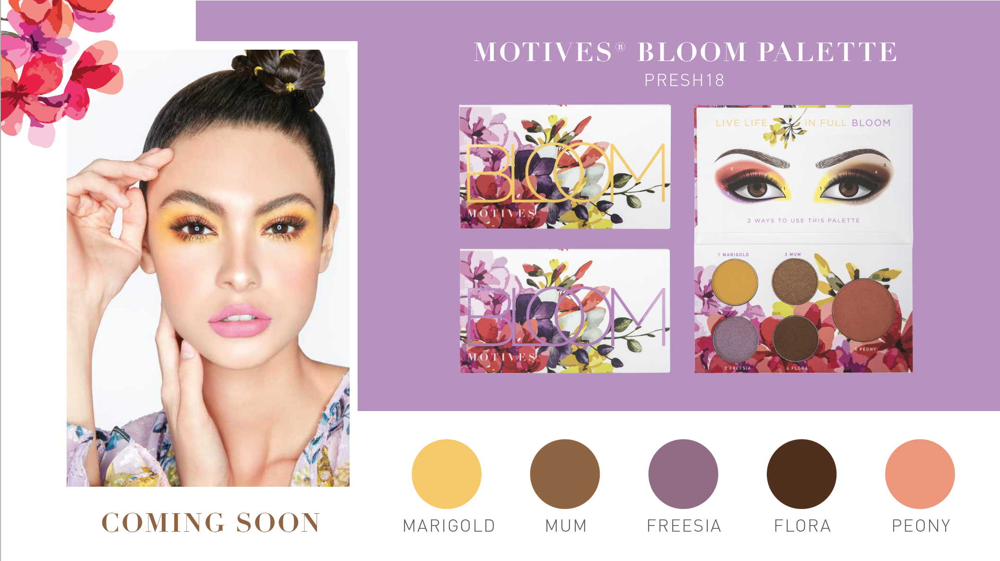 MOTIVES® BLOOM PALETTE
PRESH18
BLOOM
MOTIVES
BLOOM
MOTIVES
LIVE LIFE IN FULL BLOOM
5
2
1
1
3
4
2 WAYS TO USE THIS PALETTE
1 MARIGOLD
3 MUM
5 PEONY
2 FREESIA
4 FLORA
COMING SOON
MARIGOLD
MUM
FREESIA
FLORA
PEONY